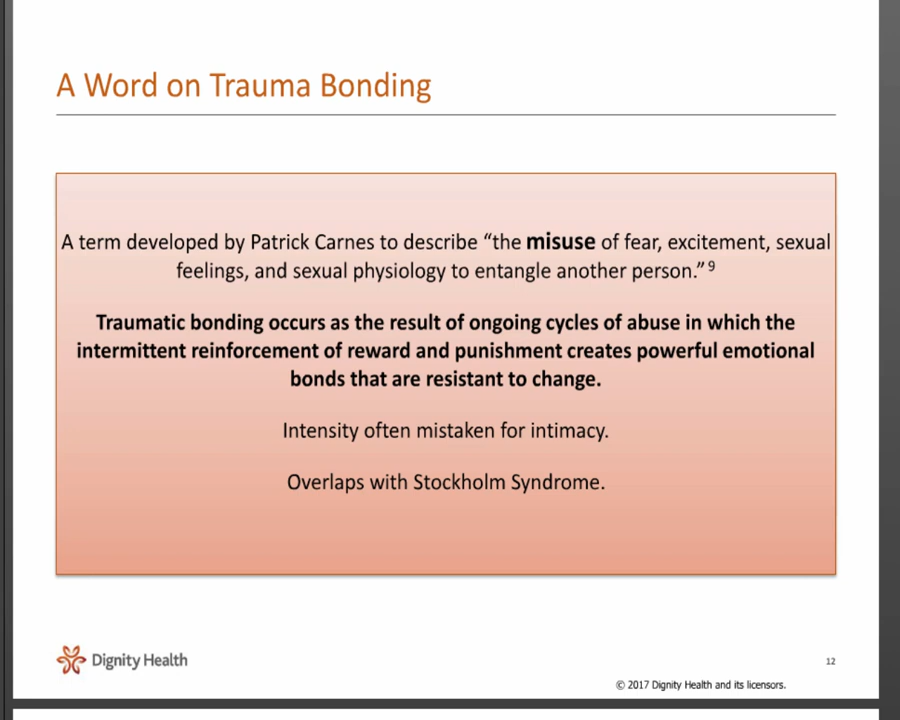 A Word on Trauma Bonding
A term developed by Patrick Carnes to describe “the misuse of fear, excitement, sexual
feelings, and sexual physiology to entangle another person.” 9
Traumatic bonding occurs as the result of ongoing cycles of abuse in which the
intermittent reinforcement of reward and punishment creates powerful emotional
bonds that are resistant to change.
Intensity often mistaken for intimacy.
Overlaps with Stockholm Syndrome.
Dignity Health
12
© 2017 Dignity Health and its licensors.